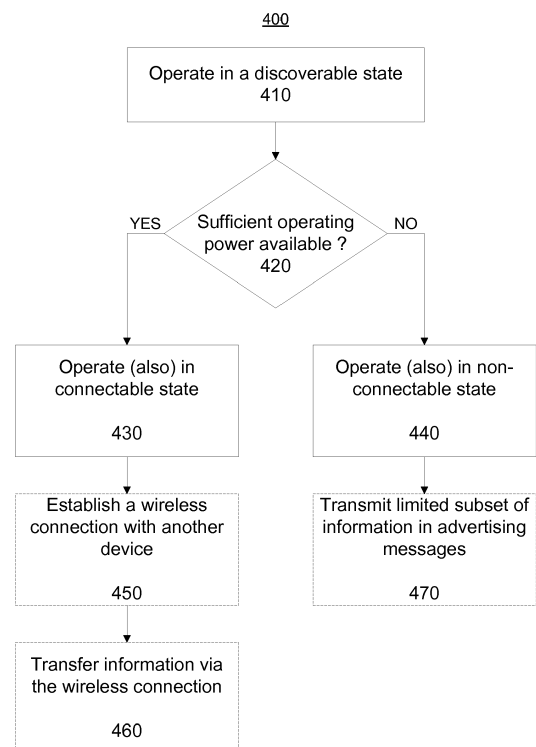 400
Operate in a discoverable state
410
Sufficient operating
power available ?
420
YES
NO
Operate (also) in
connectable state
430
Operate (also) in non-
connectable state
440
Establish a wireless
connection with another
device
450
Transmit limited subset of
information in advertising
messages
470
Transfer information via
the wireless connection
460